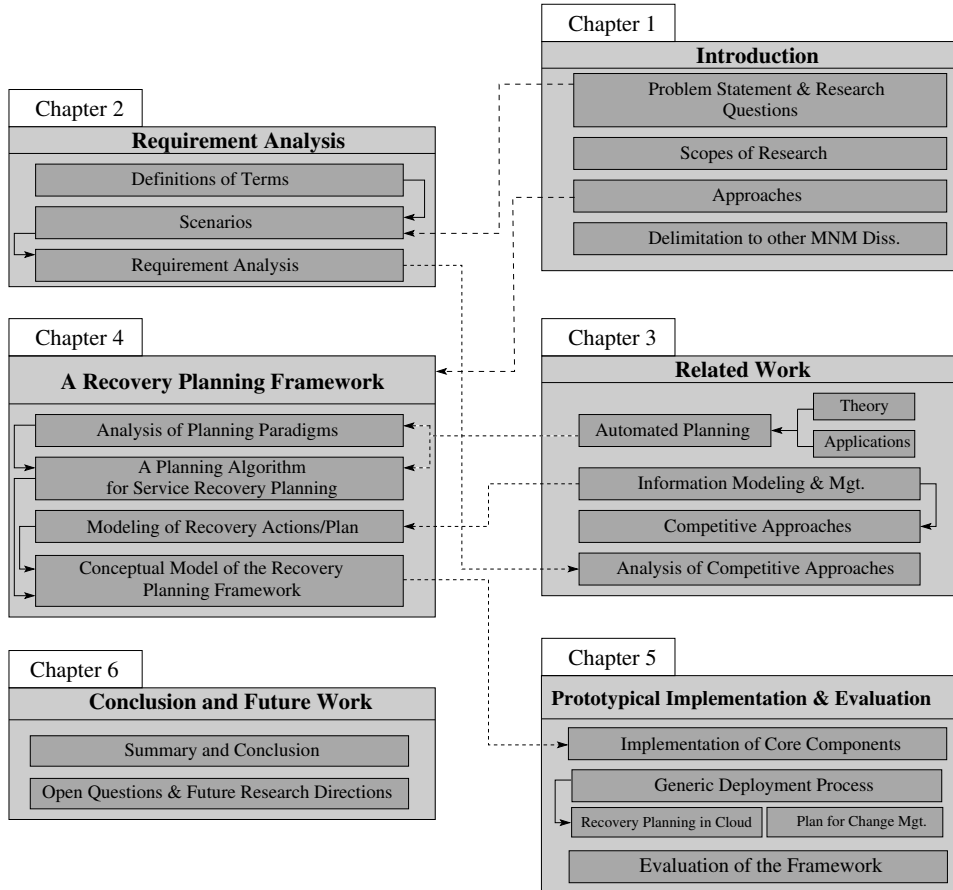 Chapter 1
Introduction
Problem Statement & Research
Questions
Scopes of Research
Approaches
Delimitation to other MNM Diss.
Chapter 2
Requirement Analysis
Definitions of Terms
Scenarios
Requirement Analysis
Chapter 3
Related Work
Automated Planning
Theory
Applications
Information Modeling & Mgt.
Competitive Approaches
Analysis of Competitive Approaches
Chapter 4
A Recovery Planning Framework
Analysis of Planning Paradigms
A Planning Algorithm
for Service Recovery Planning
Modeling of Recovery Actions/Plan
Conceptual Model of the Recovery
Planning Framework
Chapter 5
Prototypical Implementation & Evaluation
Implementation of Core Components
Generic Deployment Process
Recovery Planning in Cloud
Plan for Change Mgt.
Evaluation of the Framework
Chapter 6
Conclusion and Future Work
Summary and Conclusion
Open Questions & Future Research Directions